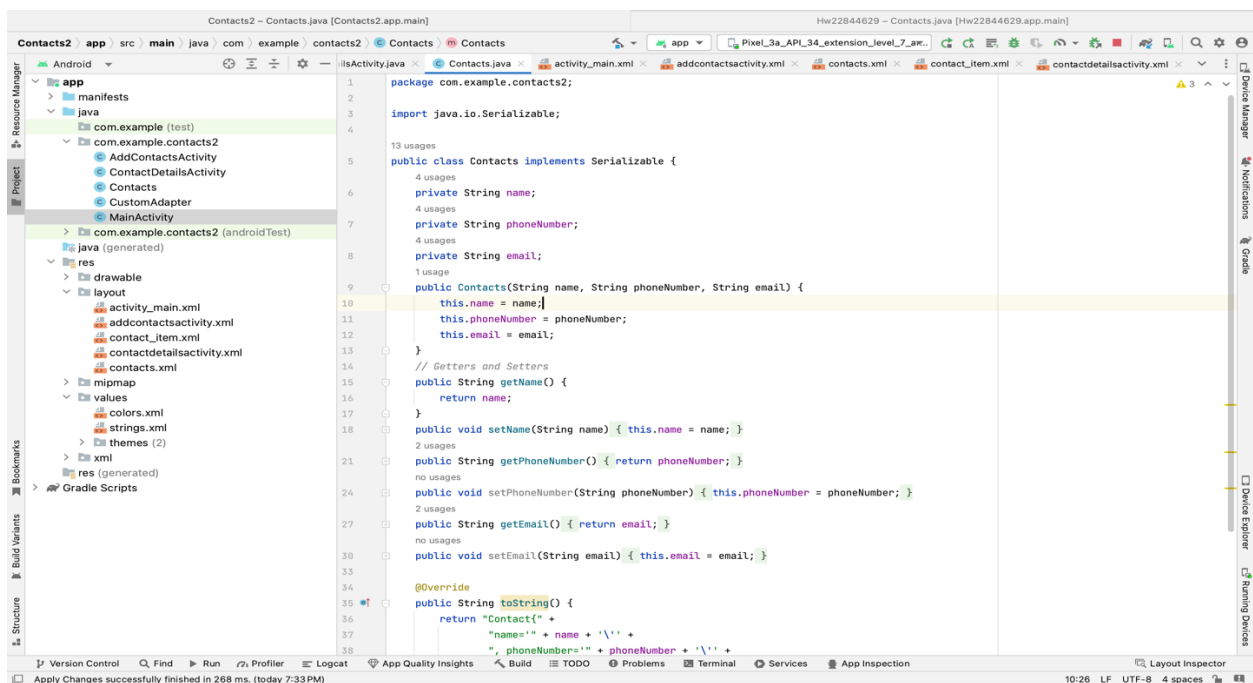 Contacts2 – Contacts.java [Contacts2.app.main]
Hw22844629 – Contacts.java [Hw22844629.app.main]
Contacts2 app src main java com example contacts2 C Contacts m Contacts
app
Pixel_3a_API_34_extension_level_7_ar...
Android
ilsActivity.java
Contacts.java
activity_main.xml
addcontactsactivity.xml
contacts.xml
contact_item.xml
contactdetailsactivity.xml
Resource Manager
Project
Bookmarks
Build Variants
Structure
app
manifests
java
com.example (test)
com.example.contacts2
C AddContactsActivity
C ContactDetailsActivity
C Contacts
C CustomAdapter
C MainActivity
com.example.contacts2 (androidTest)
java (generated)
res
drawable
layout
activity_main.xml
addcontactsactivity.xml
contact_item.xml
contactdetailsactivity.xml
contacts.xml
mipmap
values
colors.xml
strings.xml
themes (2)
xml
res (generated)
Gradle Scripts
3
1 package com.example.contacts2;
2
3 import java.io.Serializable;
4
13 usages
5 public class Contacts implements Serializable {
4 usages
6 private String name;
4 usages
7 private String phoneNumber;
4 usages
8 private String email;
1 usage
9 public Contacts(String name, String phoneNumber, String email) {
10 this.name = name;
11 this.phoneNumber = phoneNumber;
12 this.email = email;
13 }
14 // Getters and Setters
15 public String getName() {
16 return name;
17 }
18 public void setName(String name) { this.name = name; }
2 usages
21 public String getPhoneNumber() { return phoneNumber; }
no usages
24 public void setPhoneNumber(String phoneNumber) { this.phoneNumber = phoneNumber; }
2 usages
27 public String getEmail() { return email; }
no usages
30 public void setEmail(String email) { this.email = email; }
33
34 @Override
35 public String toString() {
36 return "Contact{" +
37 "name='" + name + '\'' +
38 ", phoneNumber='" + phoneNumber + '\'' +
Device Manager
Notifications
Gradle
Device Explorer
Running Devices
Version Control Find Run Profiler Logcat App Quality Insights Build TODO Problems Terminal Services App Inspection Layout Inspector
Apply Changes successfully finished in 268 ms. (today 7:33 PM) 10:26 LF UTF-8 4 spaces